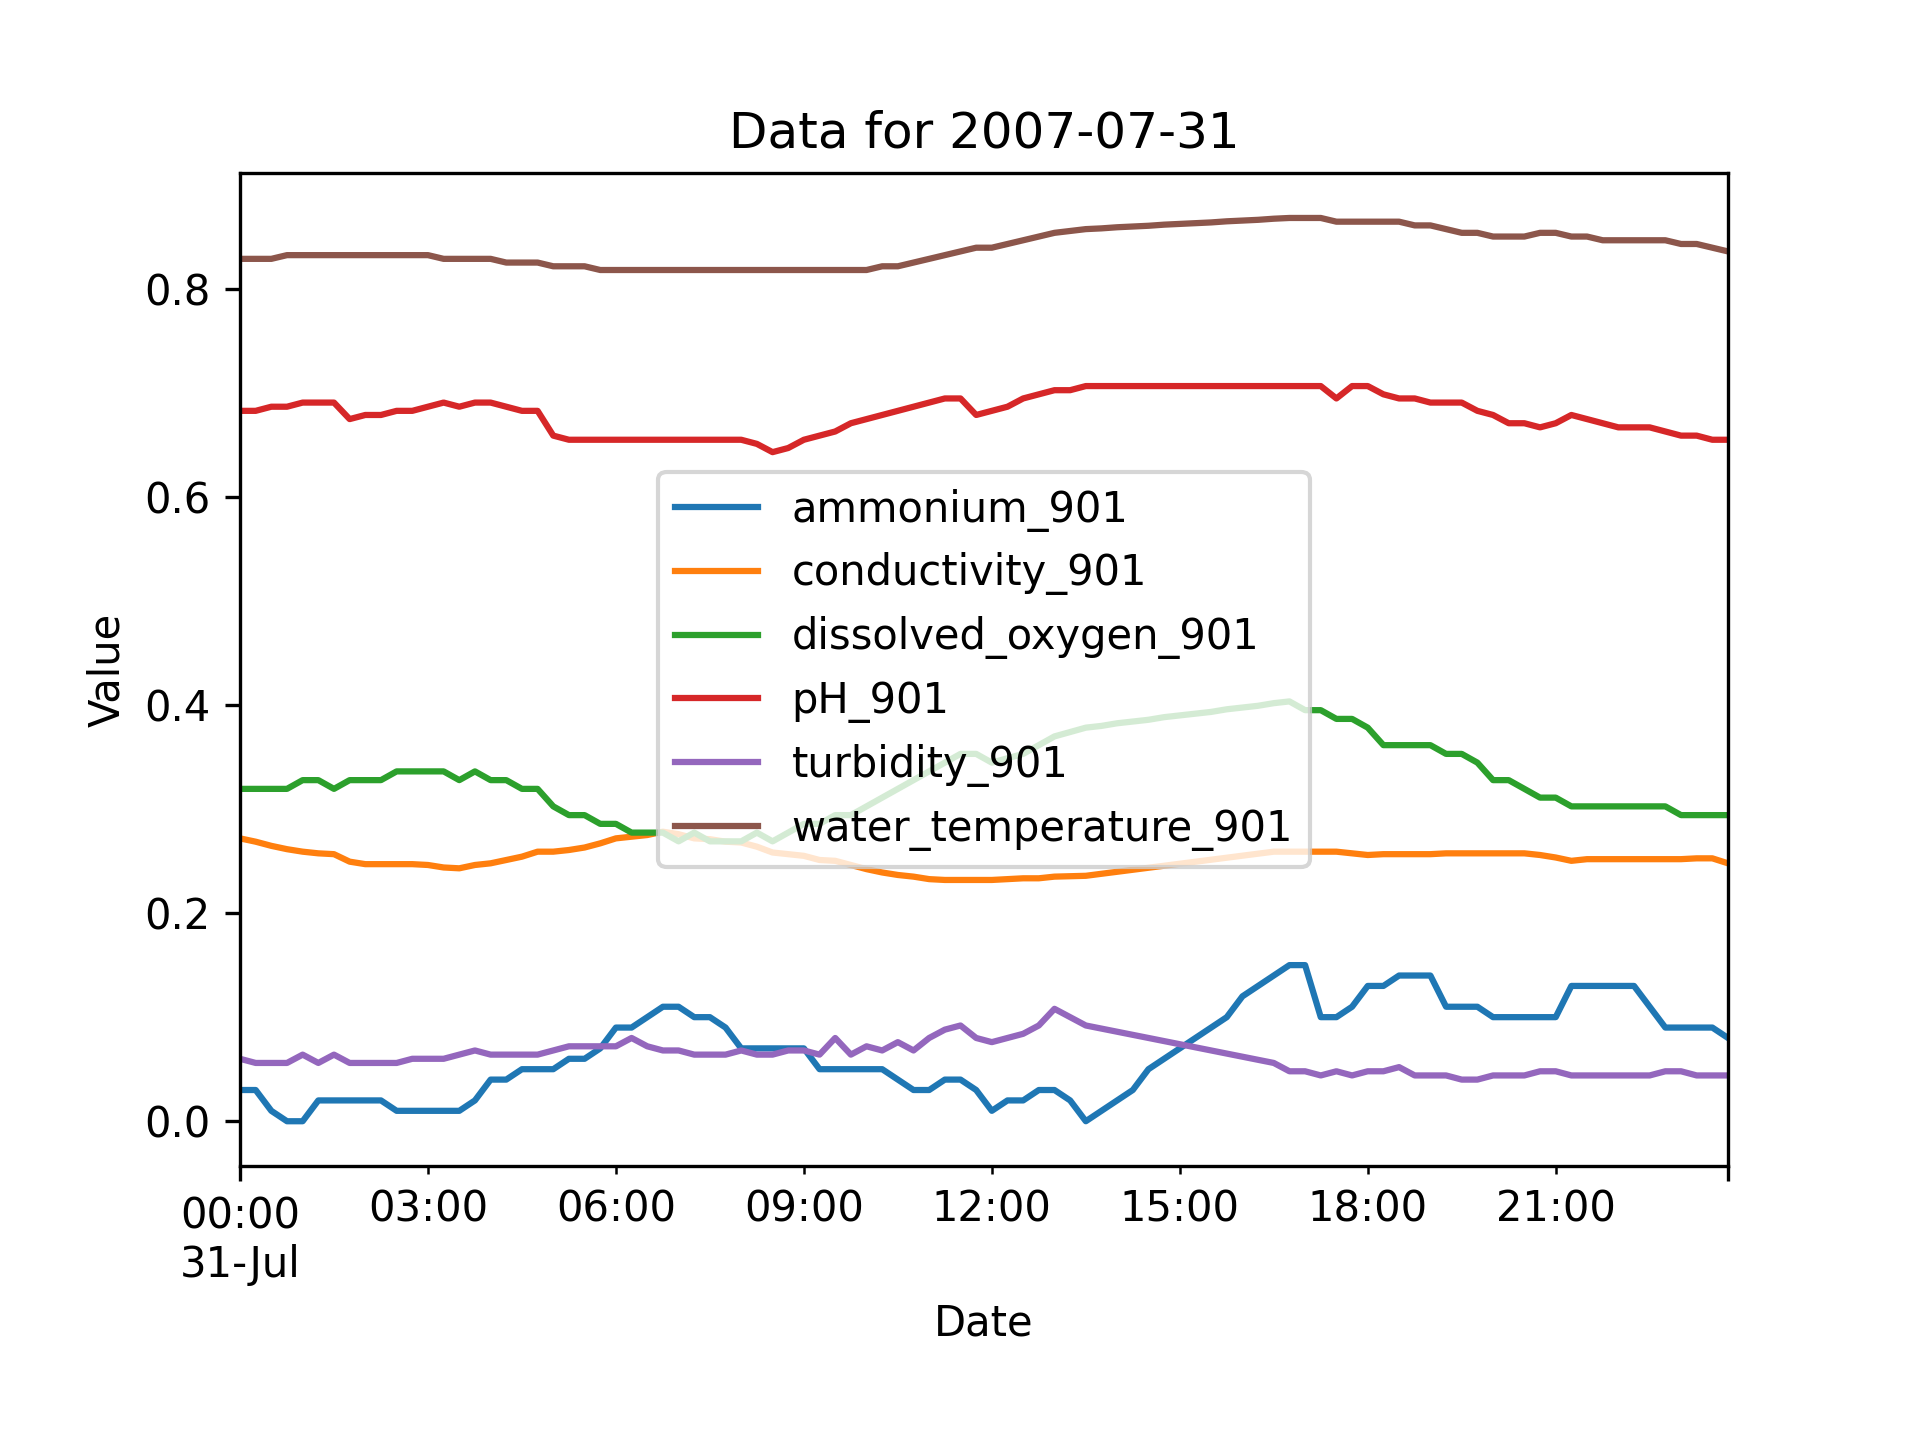 Data for 2007-07-31
Value
0.8
0.6
0.4
0.2
0.0
ammonium_901
conductivity_901
dissolved_oxygen_901
pH_901
turbidity_901
water_temperature_901
00:00 03:00 06:00 09:00 12:00 15:00 18:00 21:00
31-Jul
Date